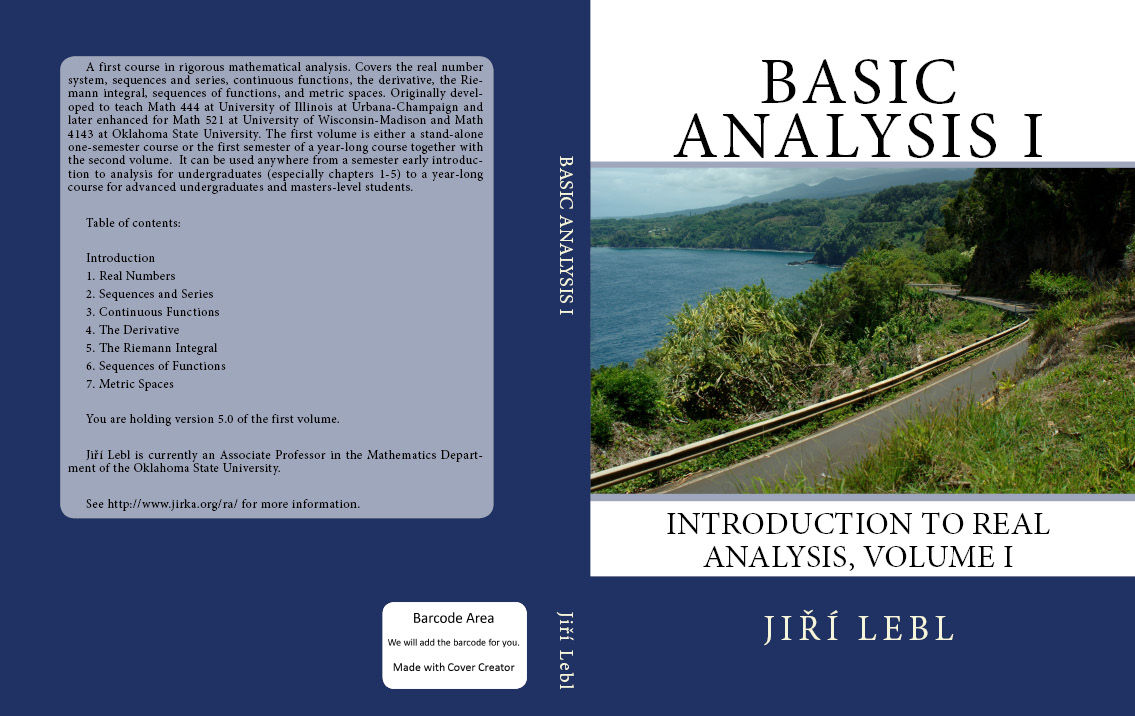 A first course in rigorous mathematical analysis. Covers the real number
system, sequences and series, continuous functions, the derivative, the Rie-
mann integral, sequences of functions, and metric spaces. Originally devel-
oped to teach Math 444 at University of Illinois at Urbana-Champaign and
later enhanced for Math 521 at University of Wisconsin-Madison and Math
4143 at Oklahoma State University. The first volume is either a stand-alone
one-semester course or the first semester of a year-long course together with
the second volume. It can be used anywhere from a semester early introduc-
tion to analysis for undergraduates (especially chapters 1-5) to a year-long
course for advanced undergraduates and masters-level students.
Table of contents:
Introduction
1. Real Numbers
2. Sequences and Series
3. Continuous Functions
4. The Derivative
5. The Riemann Integral
6. Sequences of Functions
7. Metric Spaces
You are holding version 5.0 of the first volume.
Jiří Lebl is currently an Associate Professor in the Mathematics Depart-
ment of the Oklahoma State University.
See http://www.jirka.org/ra/ for more information.
Barcode Area
We will add the barcode for you.
Made with Cover Creator
BASIC ANALYSIS I
Jiří Lebl
BASIC
ANALYSIS I
INTRODUCTION TO REAL
ANALYSIS, VOLUME I
JIŘÍ LEBL